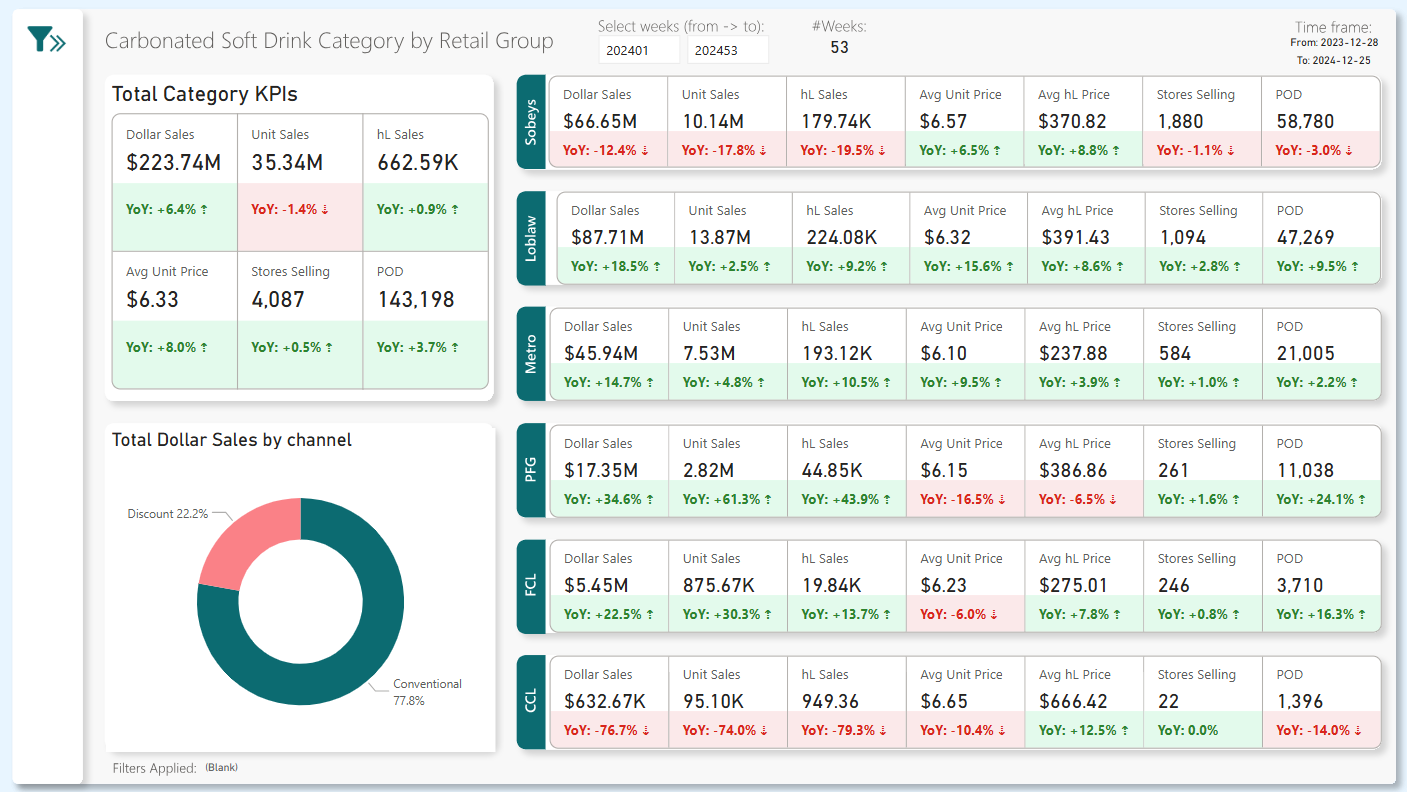 Carbonated Soft Drink Category by Retail Group
Select weeks (from -> to):
202401 202453
#Weeks:
53
Time frame:
From: 2023-12-28
To: 2024-12-25
Total Category KPIs
Dollar Sales Unit Sales hL Sales
$223.74M 35.34M 662.59K
YoY: +6.4% ⇡ YoY: -1.4% ⇣ YoY: +0.9% ⇡
Avg Unit Price Stores Selling POD
$6.33 4,087 143,198
YoY: +8.0% ⇡ YoY: +0.5% ⇡ YoY: +3.7% ⇡
Total Dollar Sales by channel
Discount 22.2%
Conventional
77.8%
Filters Applied: (Blank)
Sobeys
Dollar Sales Unit Sales hL Sales Avg Unit Price Avg hL Price Stores Selling POD
$66.65M 10.14M 179.74K $6.57 $370.82 1,880 58,780
YoY: -12.4% ⇣ YoY: -17.8% ⇣ YoY: -19.5% ⇣ YoY: +6.5% ⇡ YoY: +8.8% ⇡ YoY: -1.1% ⇣ YoY: -3.0% ⇣
Loblaw
Dollar Sales Unit Sales hL Sales Avg Unit Price Avg hL Price Stores Selling POD
$87.71M 13.87M 224.08K $6.32 $391.43 1,094 47,269
YoY: +18.5% ⇡ YoY: +2.5% ⇡ YoY: +9.2% ⇡ YoY: +15.6% ⇡ YoY: +8.6% ⇡ YoY: +2.8% ⇡ YoY: +9.5% ⇡
Metro
Dollar Sales Unit Sales hL Sales Avg Unit Price Avg hL Price Stores Selling POD
$45.94M 7.53M 193.12K $6.10 $237.88 584 21,005
YoY: +14.7% ⇡ YoY: +4.8% ⇡ YoY: +10.5% ⇡ YoY: +9.5% ⇡ YoY: +3.9% ⇡ YoY: +1.0% ⇡ YoY: +2.2% ⇡
PFG
Dollar Sales Unit Sales hL Sales Avg Unit Price Avg hL Price Stores Selling POD
$17.35M 2.82M 44.85K $6.15 $386.86 261 11,038
YoY: +34.6% ⇡ YoY: +61.3% ⇡ YoY: +43.9% ⇡ YoY: -16.5% ⇣ YoY: -6.5% ⇣ YoY: +1.6% ⇡ YoY: +24.1% ⇡
FCL
Dollar Sales Unit Sales hL Sales Avg Unit Price Avg hL Price Stores Selling POD
$5.45M 875.67K 19.84K $6.23 $275.01 246 3,710
YoY: +22.5% ⇡ YoY: +30.3% ⇡ YoY: +13.7% ⇡ YoY: -6.0% ⇣ YoY: +7.8% ⇡ YoY: +0.8% ⇡ YoY: +16.3% ⇡
CCL
Dollar Sales Unit Sales hL Sales Avg Unit Price Avg hL Price Stores Selling POD
$632.67K 95.10K 949.36 $6.65 $666.42 22 1,396
YoY: -76.7% ⇣ YoY: -74.0% ⇣ YoY: -79.3% ⇣ YoY: -10.4% ⇣ YoY: +12.5% ⇡ YoY: 0.0% YoY: -14.0% ⇣